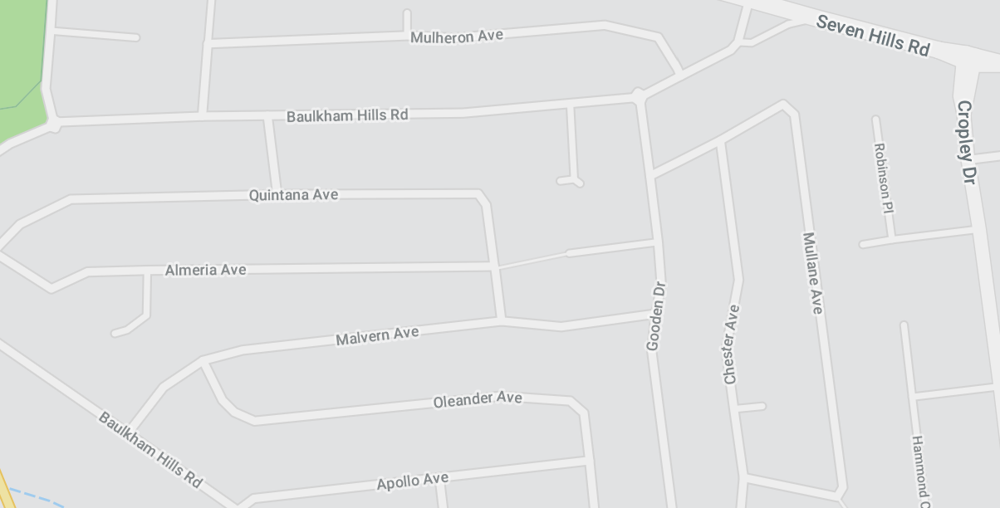 Seven Hills Rd
Mulheron Ave
Baulkham Hills Rd
Cropley Dr
Robinson Pl
Quintana Ave
Almeria Ave
Mullane Ave
Gooden Dr
Chester Ave
Malvern Ave
Oleander Ave
Baulkham Hills Rd
Apollo Ave
Hammond